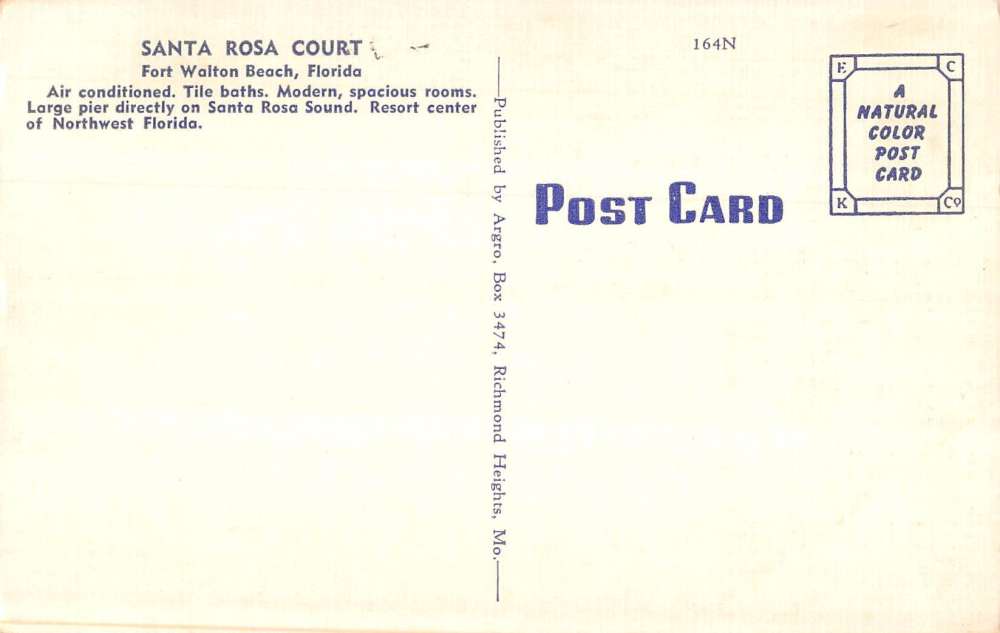 SANTA ROSA COURT
Fort Walton Beach, Florida
Air conditioned. Tile baths. Modern, spacious rooms.
Large pier directly on Santa Rosa Sound. Resort center
of Northwest Florida.
Published by Argro, Box 3474, Richmond Heights, Mo.
164N
POST CARD
E C
A
NATURAL
COLOR
POST
CARD
K Co